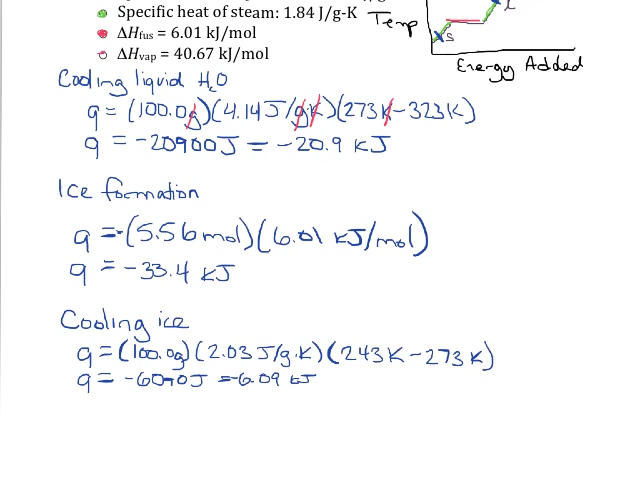 Specific heat of steam: 1.84 J/g-K
ΔHfus = 6.01 kJ/mol
ΔHvap = 40.67 kJ/mol
Temp
s
L
Energy Added
Cooling liquid H₂O
q = (100.0g)(4.14J/gK)(273K-323K)
q = -20900J = -20.9 kJ
Ice formation
q = -(5.56mol)(6.01 kJ/mol)
q = -33.4 kJ
Cooling ice
q = (100.0g)(2.03 J/g.K)(243K-273K)
q = -6090J = -6.09 kJ